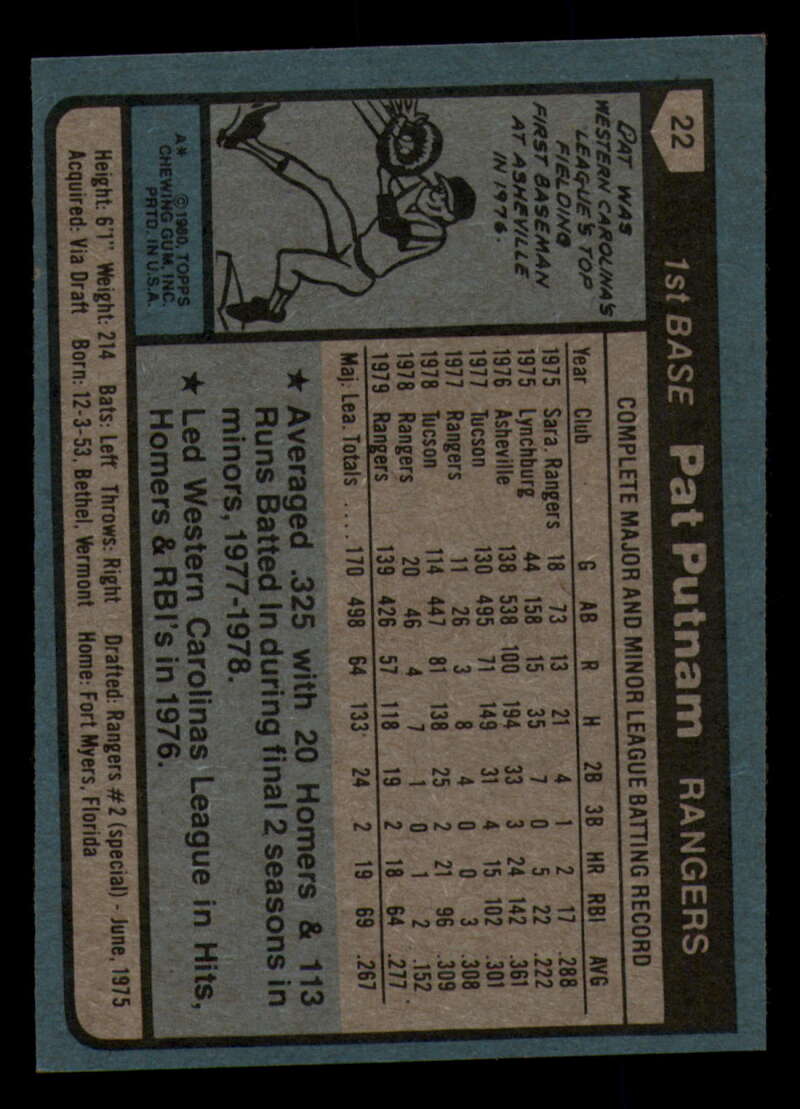 22
1st BASE Pat Putnam RANGERS
PAT WAS
WESTERN CAROLINA'S
LEAGUE'S TOP
FIELDING
FIRST BASEMAN
AT ASHEVILLE
IN 1976.
COMPLETE MAJOR AND MINOR LEAGUE BATTING RECORD
Year Club G AB R H 2B 3B HR RBI AVG
1975 Sara. Rangers 18 73 13 21 4 1 2 17 .288
1975 Lynchburg 44 158 15 35 7 0 5 22 .222
1976 Asheville 138 538 100 194 33 3 24 142 .361
1977 Tucson 130 495 71 149 31 4 15 102 .301
1977 Rangers 11 26 3 8 4 0 0 3 .308
1978 Tucson 114 447 81 138 25 2 21 96 .309
1978 Rangers 20 46 4 7 1 0 1 2 .152
1979 Rangers 139 426 57 118 19 2 18 64 .277
Maj. Lea. Totals .... 170 498 64 133 24 2 19 69 .267
★ Averaged .325 with 20 Homers & 113
Runs Batted In during final 2 seasons in
minors, 1977-1978.
★ Led Western Carolinas League in Hits,
Homers & RBI's in 1976.
A* ©1980, TOPPS
CHEWING GUM, INC.
PRTD. IN U.S.A.
Height: 6'1" Weight: 214 Bats: Left Throws: Right Drafted: Rangers #2 (special) - June, 1975
Acquired: Via Draft Born: 12-3-53, Bethel, Vermont Home: Fort Myers, Florida